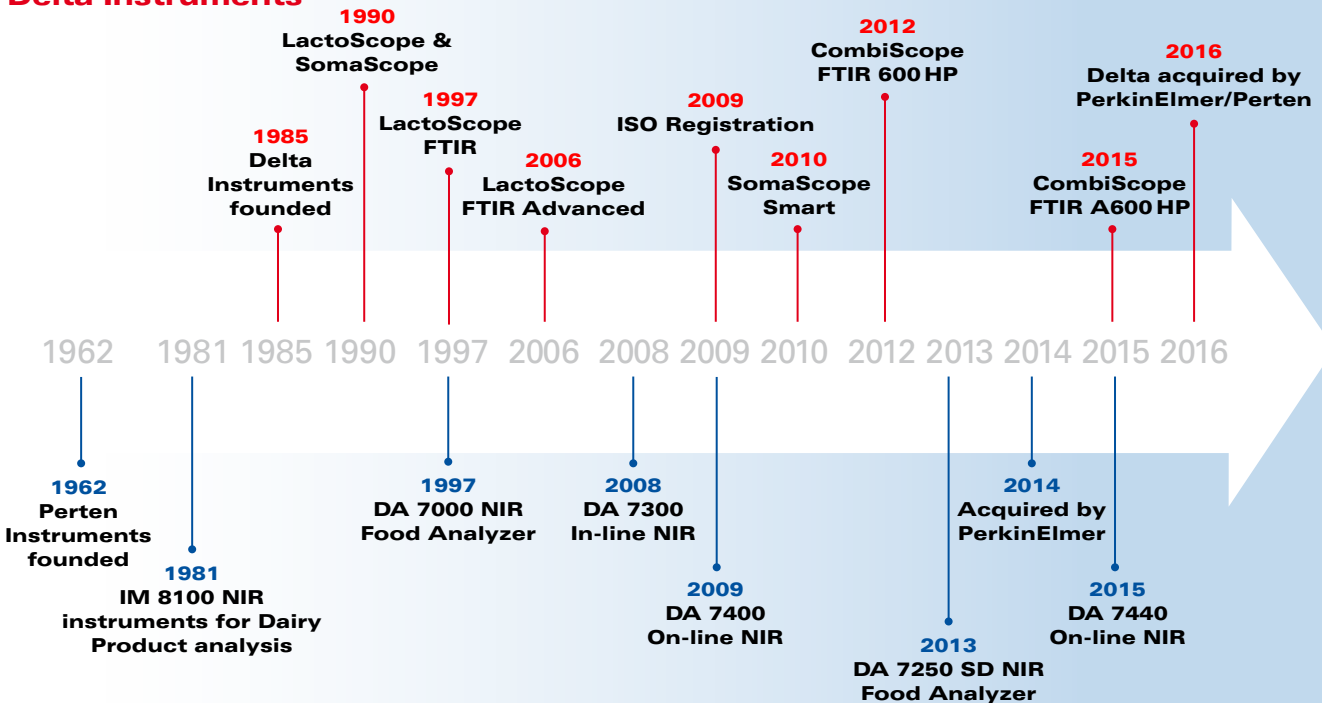 Delta Instruments
1990
LactoScope &
SomaScope
2012
CombiScope
FTIR 600 HP
2016
Delta acquired by
PerkinElmer/Perten
1997
LactoScope
FTIR
2009
ISO Registration
1985
Delta
Instruments
founded
2006
LactoScope
FTIR Advanced
2010
SomaScope
Smart
2015
CombiScope
FTIR A600 HP
1962 1981 1985 1990 1997 2006 2008 2009 2010 2012 2013 2014 2015 2016
1962
Perten
Instruments
founded
1981
IM 8100 NIR
instruments for Dairy
Product analysis
1997
DA 7000 NIR
Food Analyzer
2008
DA 7300
In-line NIR
2009
DA 7400
On-line NIR
2013
DA 7250 SD NIR
Food Analyzer
2014
Acquired by
PerkinElmer
2015
DA 7440
On-line NIR